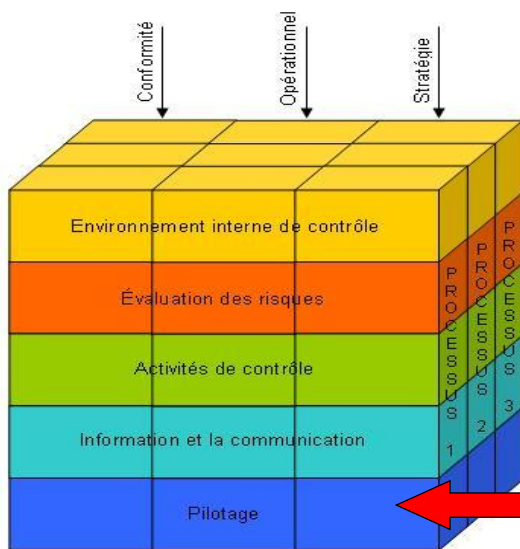 Conformité
Opérationnel
Stratégie
Environnement interne de contrôle
Évaluation des risques
Activités de contrôle
Information et la communication
Pilotage
PROCESSUS 1
PROCESSUS 2
PROCESSUS 3